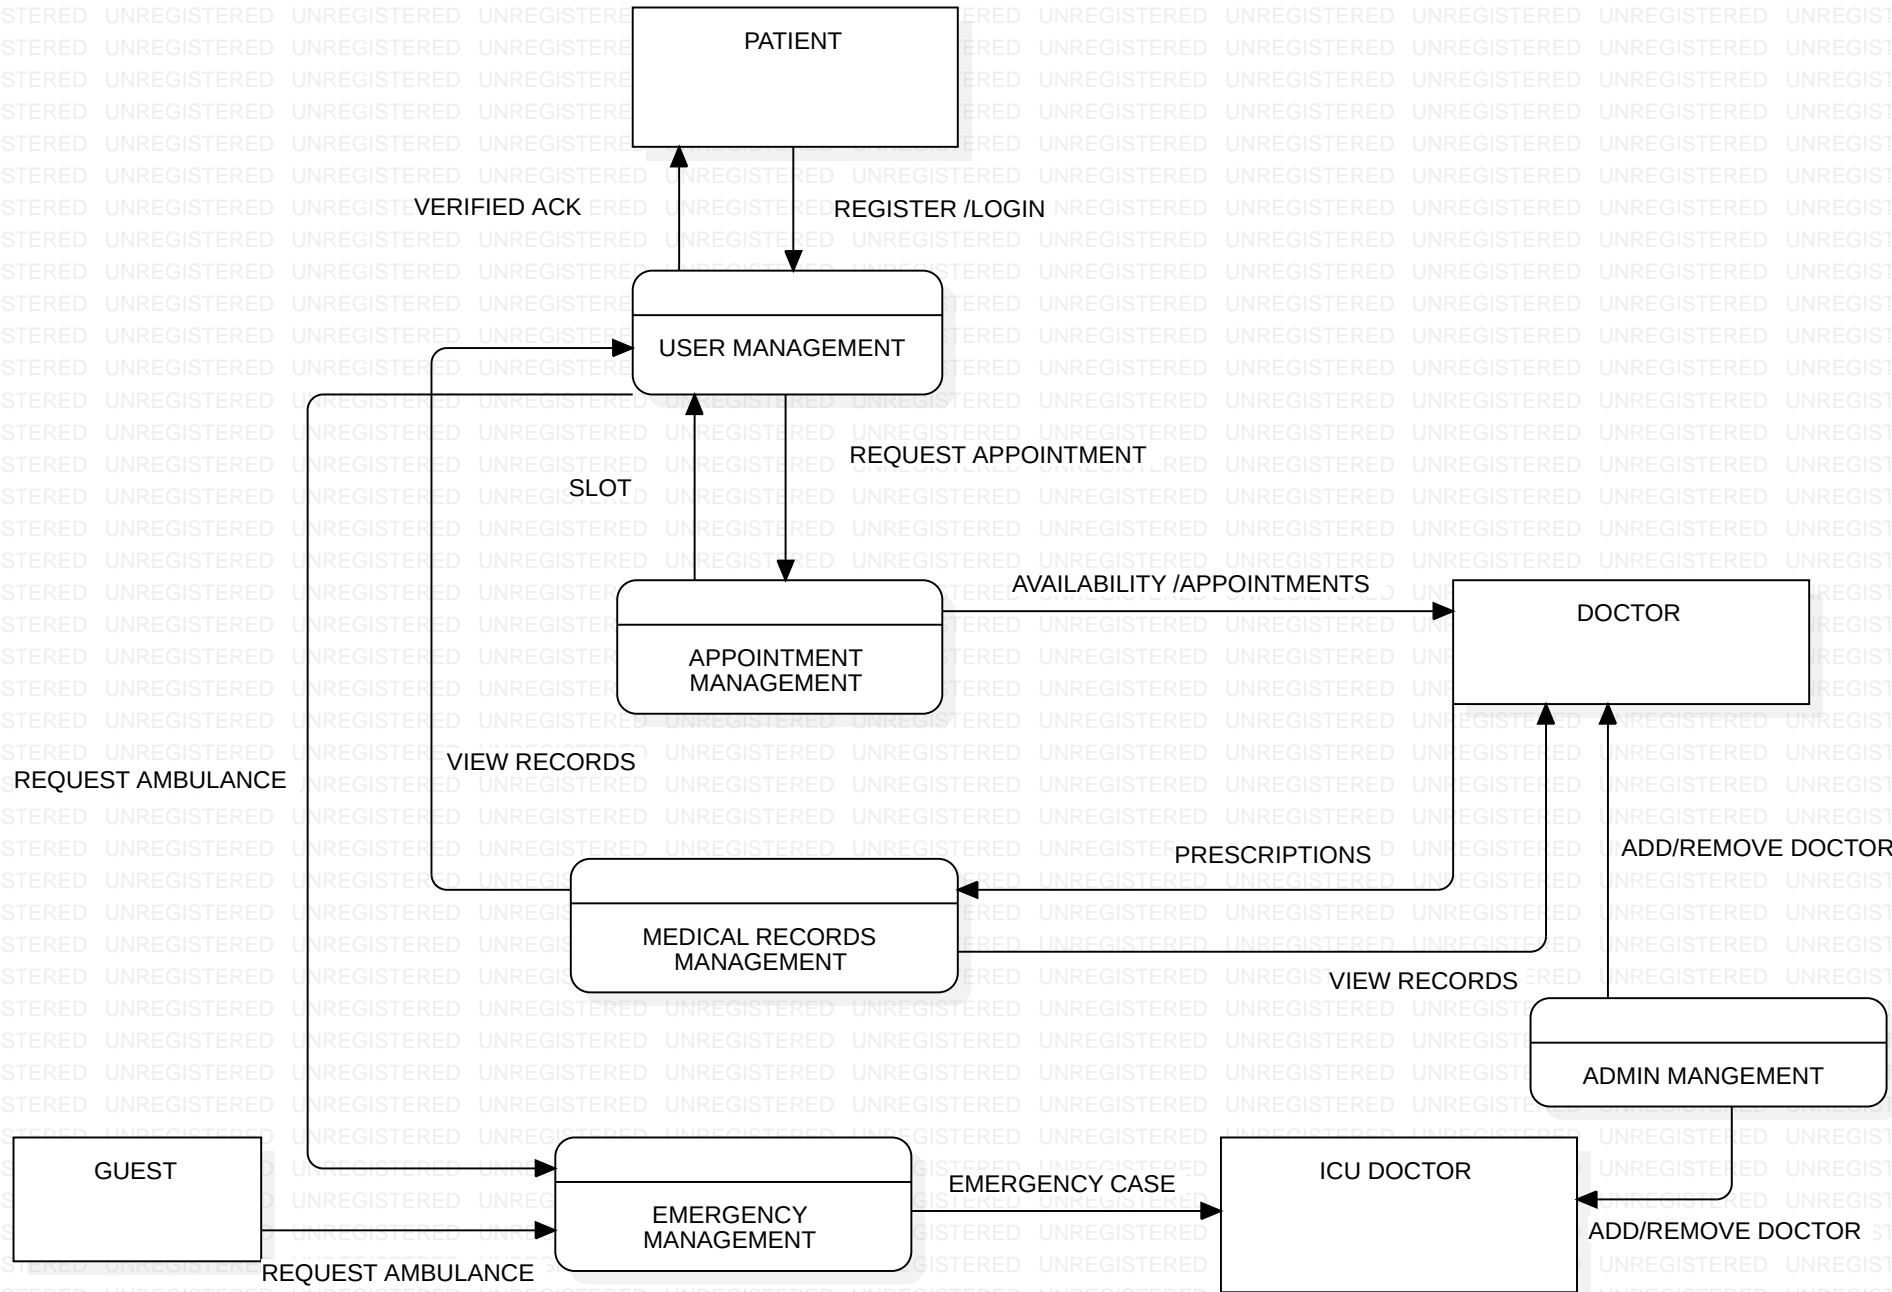 PATIENT
VERIFIED ACK
REGISTER /LOGIN
USER MANAGEMENT
REQUEST APPOINTMENT
SLOT
AVAILABILITY /APPOINTMENTS
DOCTOR
APPOINTMENT
MANAGEMENT
VIEW RECORDS
REQUEST AMBULANCE
PRESCRIPTIONS
ADD/REMOVE DOCTOR
MEDICAL RECORDS
MANAGEMENT
VIEW RECORDS
ADMIN MANGEMENT
GUEST
ICU DOCTOR
EMERGENCY CASE
EMERGENCY
MANAGEMENT
ADD/REMOVE DOCTOR
REQUEST AMBULANCE
UNREGISTERED